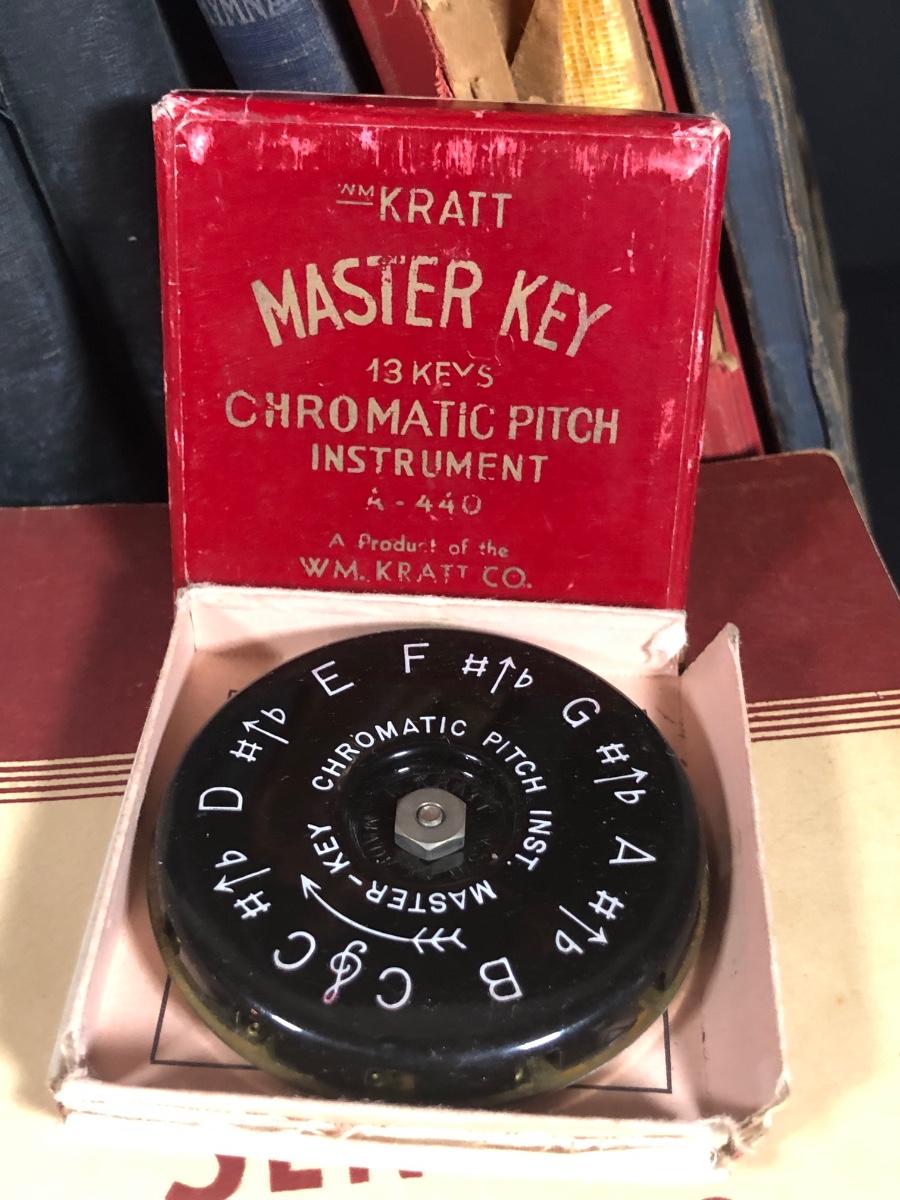 YMNA
WM KRATT
MASTER KEY
13 KEYS
CHROMATIC PITCH
INSTRUMENT
A-440
A Product of the
WM. KRATT CO.
E F #↑b G #↑b A #↑b B C 𝄞 C #↑b D #↑b
CHROMATIC PITCH INST. MASTER-KEY